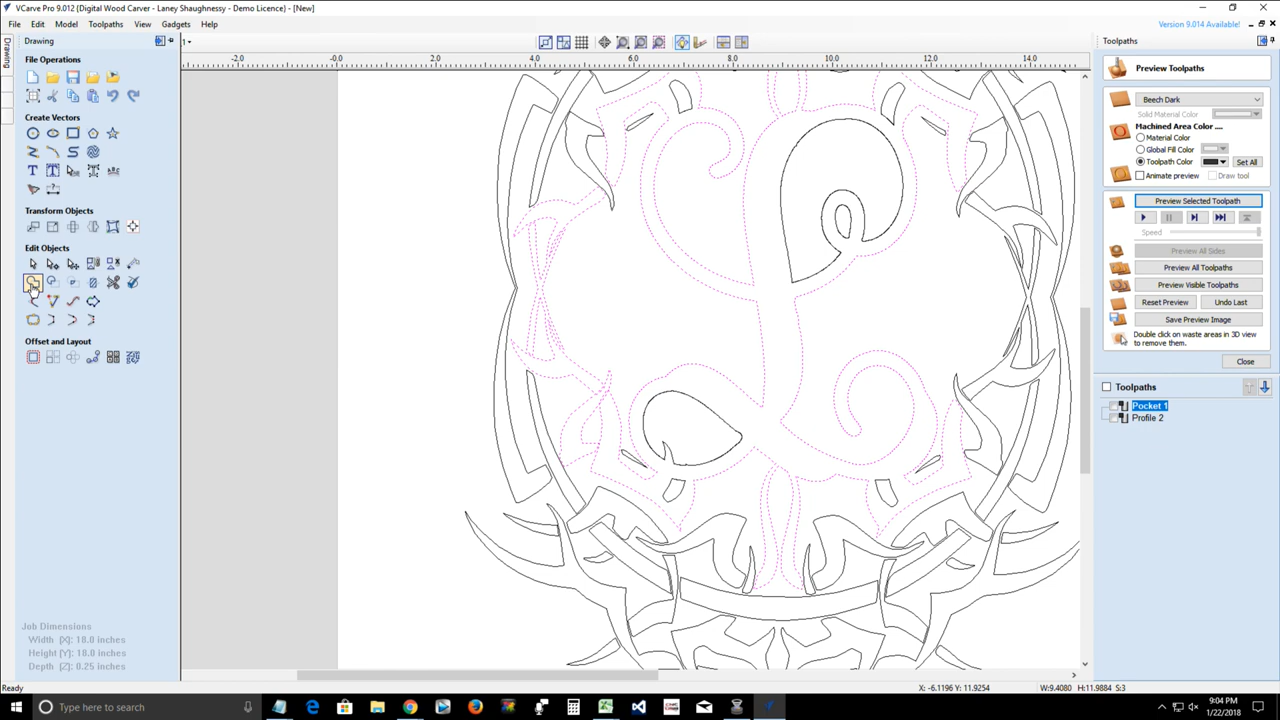 VCarve Pro 9.012 {Digital Wood Carver - Laney Shaughnessy - Demo Licence} - [New]
File Edit Model Toolpaths View Gadgets Help
Version 9.014 Available!
Drawing
Toolpaths
1
Drawing
-2.0 -0.0 2.0 4.0 6.0 8.0 10.0 12.0 14.0
File Operations
Create Vectors
Transform Objects
Edit Objects
Offset and Layout
Preview Toolpaths
Beech Dark
Solid Material Color
Machined Area Color ....
Material Color
Global Fill Color
Toolpath Color
Set All
Animate preview
Draw tool
Preview Selected Toolpath
Speed
Preview All Sides
Preview All Toolpaths
Preview Visible Toolpaths
Reset Preview
Undo Last
Save Preview Image
Double click on waste areas in 3D view
to remove them.
Close
Toolpaths
Pocket 1
Profile 2
Job Dimensions
Width [X]: 18.0 inches
Height [Y]: 18.0 inches
Depth [Z]: 0.25 inches
Ready
X: -6.1196 Y: 11.9254
W:9.4080 H:11.9884 S:3
Type here to search
9:04 PM
1/22/2018